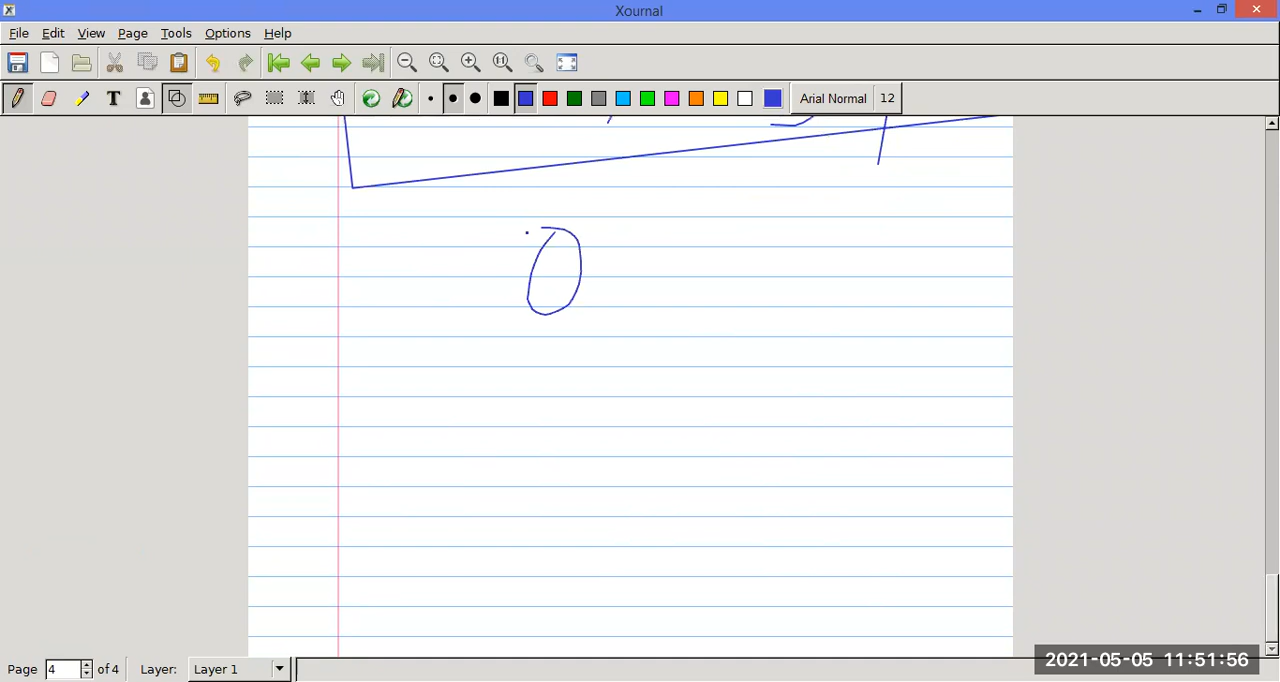 Xournal
File Edit View Page Tools Options Help
T Arial Normal 12
0
Page 4 of 4 Layer: Layer 1
2021-05-05 11:51:56